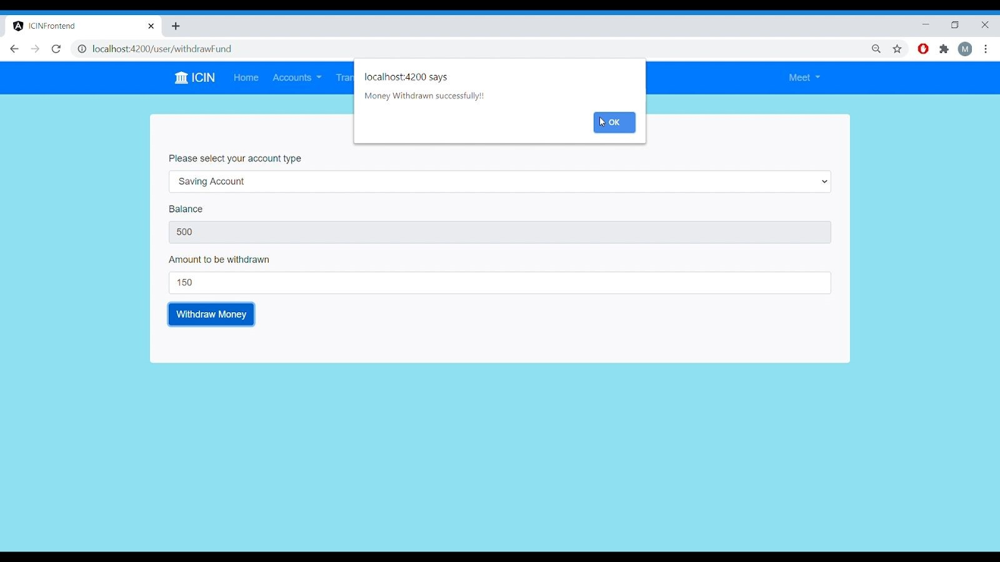 ICINFrontend
localhost:4200/user/withdrawFund
M
ICIN Home Accounts Tran Meet
localhost:4200 says
Money Withdrawn successfully!!
OK
Please select your account type
Saving Account
Balance
500
Amount to be withdrawn
150
Withdraw Money